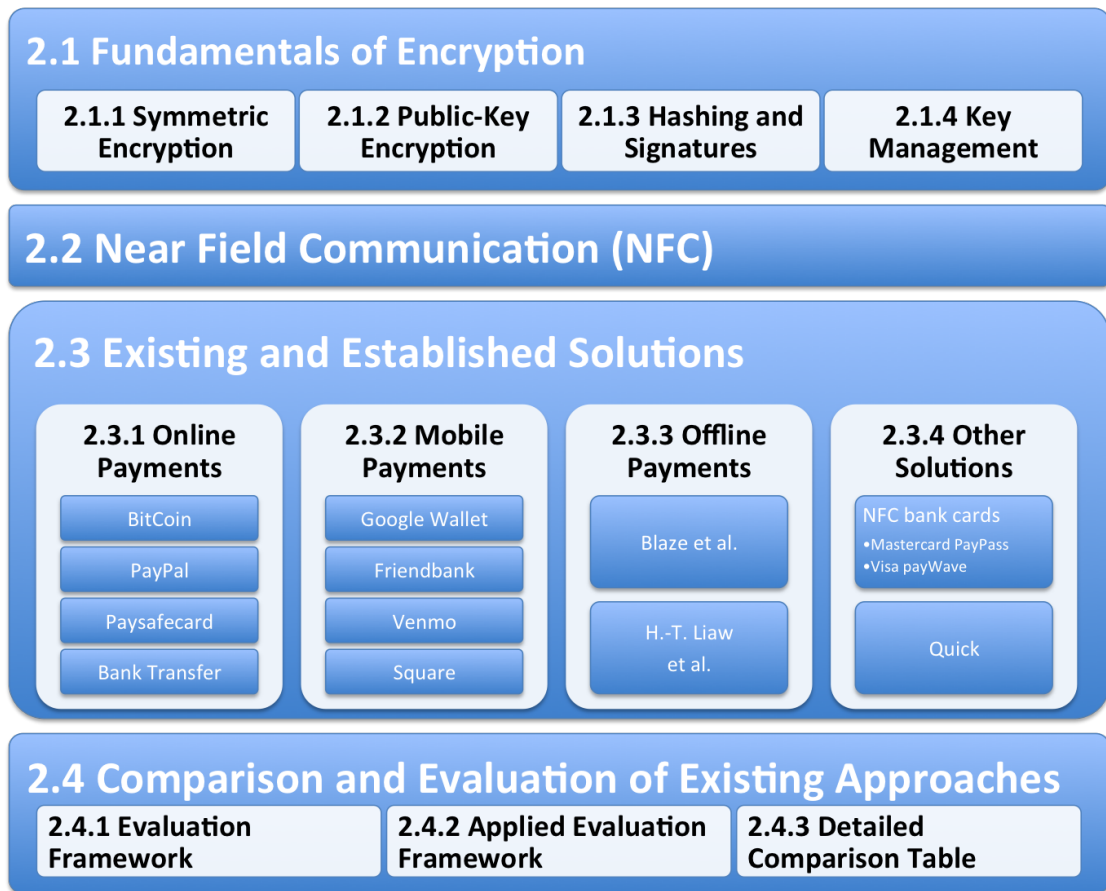 2.1 Fundamentals of Encryption
2.1.1 Symmetric
Encryption
2.1.2 Public-Key
Encryption
2.1.3 Hashing and
Signatures
2.1.4 Key
Management
2.2 Near Field Communication (NFC)
2.3 Existing and Established Solutions
2.3.1 Online
Payments
BitCoin
PayPal
Paysafecard
Bank Transfer
2.3.2 Mobile
Payments
Google Wallet
Friendbank
Venmo
Square
2.3.3 Offline
Payments
Blaze et al.
H.-T. Liaw
et al.
2.3.4 Other
Solutions
NFC bank cards
•Mastercard PayPass
•Visa payWave
Quick
2.4 Comparison and Evaluation of Existing Approaches
2.4.1 Evaluation
Framework
2.4.2 Applied Evaluation
Framework
2.4.3 Detailed
Comparison Table